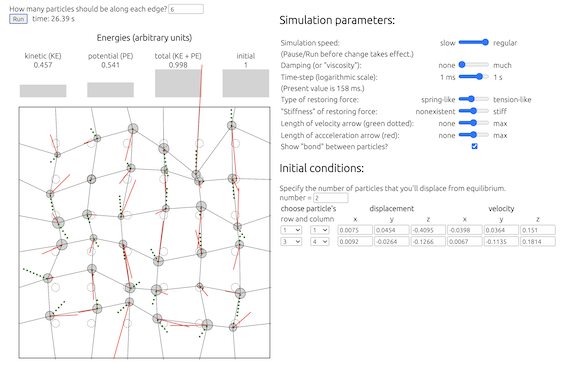 How many particles should be along each edge? 6
Run time: 26.39 s
Energies (arbitrary units)
kinetic (KE) potential (PE) total (KE + PE) initial
0.457 0.541 0.998 1
Simulation parameters:
Simulation speed: slow regular
(Pause/Run before change takes effect.)
Damping (or "viscosity"): none much
Time-step (logarithmic scale): 1 ms 1 s
(Present value is 158 ms.)
Type of restoring force: spring-like tension-like
"Stiffness" of restoring force: nonexistent stiff
Length of velocity arrow (green dotted): none max
Length of acceleration arrow (red): none max
Show "bond" between particles?
Initial conditions:
Specify the number of particles that you'll displace from equilibrium.
number = 2
choose particle's displacement velocity
row and column x y z x y z
1 1 0.0075 0.0454 -0.4095 -0.0398 0.0364 0.151
3 4 0.0092 -0.0264 -0.1266 0.0067 -0.1135 0.1814